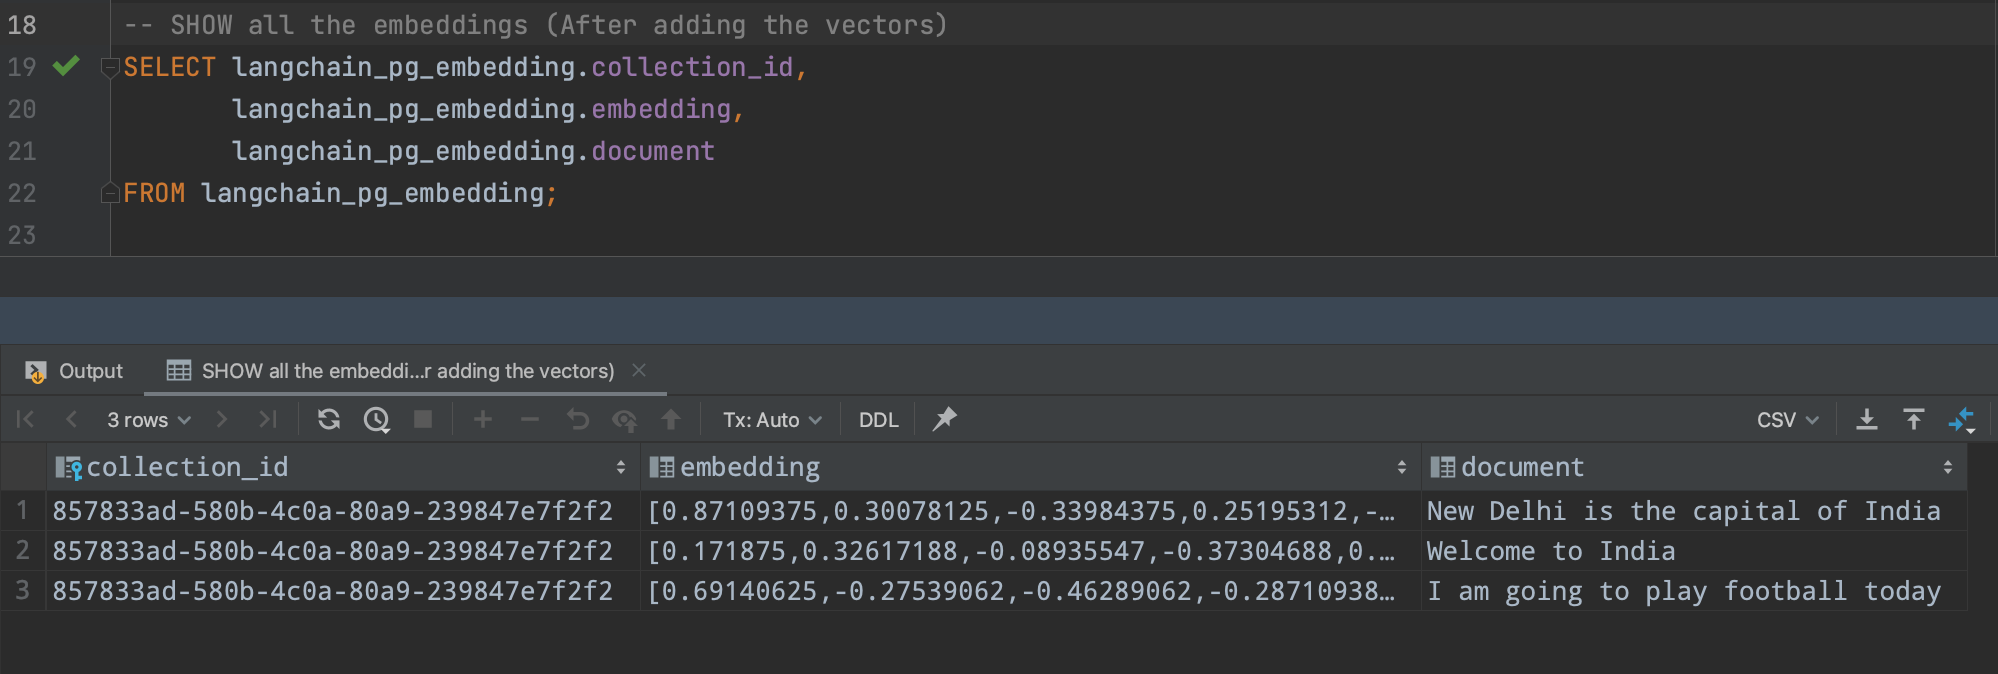 18 -- SHOW all the embeddings (After adding the vectors)
19 SELECT langchain_pg_embedding.collection_id,
20 langchain_pg_embedding.embedding,
21 langchain_pg_embedding.document
22 FROM langchain_pg_embedding;
23
Output SHOW all the embeddi...r adding the vectors)
3 rows Tx: Auto DDL CSV
collection_id embedding document
1 857833ad-580b-4c0a-80a9-239847e7f2f2 [0.87109375,0.30078125,-0.33984375,0.25195312,-... New Delhi is the capital of India
2 857833ad-580b-4c0a-80a9-239847e7f2f2 [0.171875,0.32617188,-0.08935547,-0.37304688,0.... Welcome to India
3 857833ad-580b-4c0a-80a9-239847e7f2f2 [0.69140625,-0.27539062,-0.46289062,-0.28710938... I am going to play football today